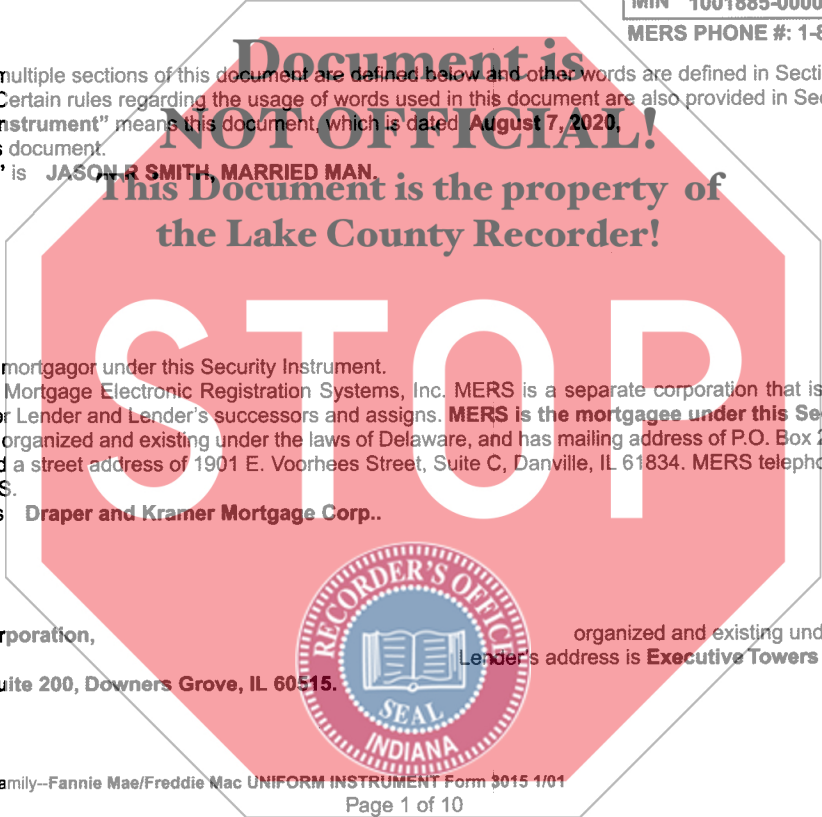 MIN 1001885-0000
MERS PHONE #: 1-8
Document is
multiple sections of this document are defined below and other words are defined in Secti
Certain rules regarding the usage of words used in this document are also provided in Sec
NOT OFFICIAL!
nstrument” means this document, which is dated August 7, 2020,
s document.
” is JASON R SMITH, MARRIED MAN.
This Document is the property of
the Lake County Recorder!
STOP
mortgagor under this Security Instrument.
Mortgage Electronic Registration Systems, Inc. MERS is a separate corporation that is
r Lender and Lender’s successors and assigns. MERS is the mortgagee under this Sec
organized and existing under the laws of Delaware, and has mailing address of P.O. Box 2
d a street address of 1901 E. Voorhees Street, Suite C, Danville, IL 61834. MERS telepho
S.
s Draper and Kramer Mortgage Corp..
RECORDER'S OFFICE
rporation, organized and existing und
Lender’s address is Executive Towers
uite 200, Downers Grove, IL 60515.
SEAL
INDIANA
amily--Fannie Mae/Freddie Mac UNIFORM INSTRUMENT Form 3015 1/01
Page 1 of 10